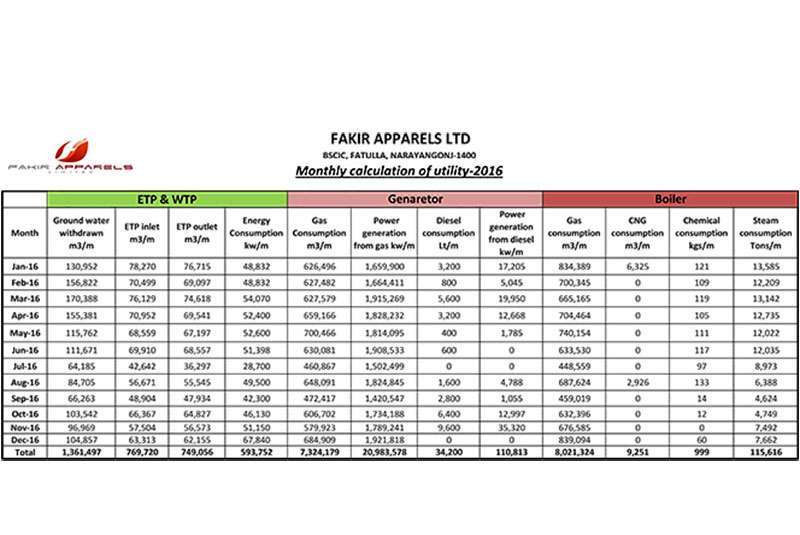 FAKIR APPARELS LTD
BSCIC, FATULLA, NARAYANGONJ-1400
Monthly calculation of utility-2016
FAKIR APPARELS
LIMITED
ETP & WTP Genaretor Boiler
Month Ground water withdrawn m3/m ETP inlet m3/m ETP outlet m3/m Energy Consumption kw/m Gas Consumption m3/m Power generation from gas kw/m Diesel consumption Lt/m Power generation from diesel kw/m Gas consumption m3/m CNG consumption m3/m Chemical consumption kgs/m Steam consumption Tons/m
Jan-16 130,952 78,270 76,715 48,832 626,496 1,659,900 3,200 17,205 834,389 6,325 121 13,585
Feb-16 156,822 70,499 69,097 48,832 627,482 1,664,411 800 5,045 700,345 0 109 12,209
Mar-16 170,388 76,129 74,618 54,070 627,579 1,915,269 5,600 19,950 665,165 0 119 13,142
Apr-16 155,381 70,952 69,541 52,400 659,166 1,828,232 3,200 12,668 704,464 0 105 12,735
May-16 115,762 68,559 67,197 52,600 700,466 1,814,095 400 1,785 740,154 0 111 12,022
Jun-16 111,671 69,910 68,557 51,398 630,081 1,908,533 600 0 633,530 0 117 12,035
Jul-16 64,185 42,642 36,297 28,700 460,867 1,502,499 0 0 448,559 0 97 8,973
Aug-16 84,705 56,671 55,545 49,500 648,091 1,824,845 1,600 4,788 687,624 2,926 133 6,388
Sep-16 66,263 48,904 47,934 42,300 472,417 1,420,547 2,800 1,055 459,019 0 14 4,624
Oct-16 103,542 66,367 64,827 46,130 606,702 1,734,188 6,400 12,997 632,396 0 12 4,749
Nov-16 96,969 57,504 56,573 51,150 579,923 1,789,241 9,600 35,320 676,585 0 0 7,492
Dec-16 104,857 63,313 62,155 67,840 684,909 1,921,818 0 0 839,094 0 60 7,662
Total 1,361,497 769,720 749,056 593,752 7,324,179 20,983,578 34,200 110,813 8,021,324 9,251 999 115,616